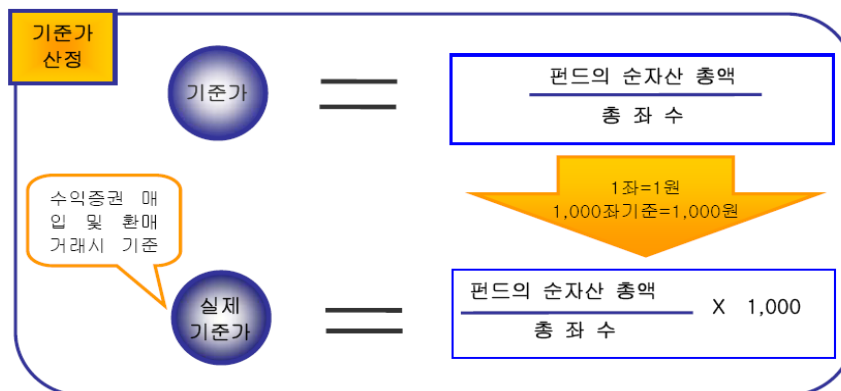 기준가
산정
기준가
펀드의 순자산 총액
총 좌 수
1좌=1원
1,000좌기준=1,000원
수익증권 매
입 및 환매
거래시 기준
실제
기준가
펀드의 순자산 총액
총 좌 수
X 1,000